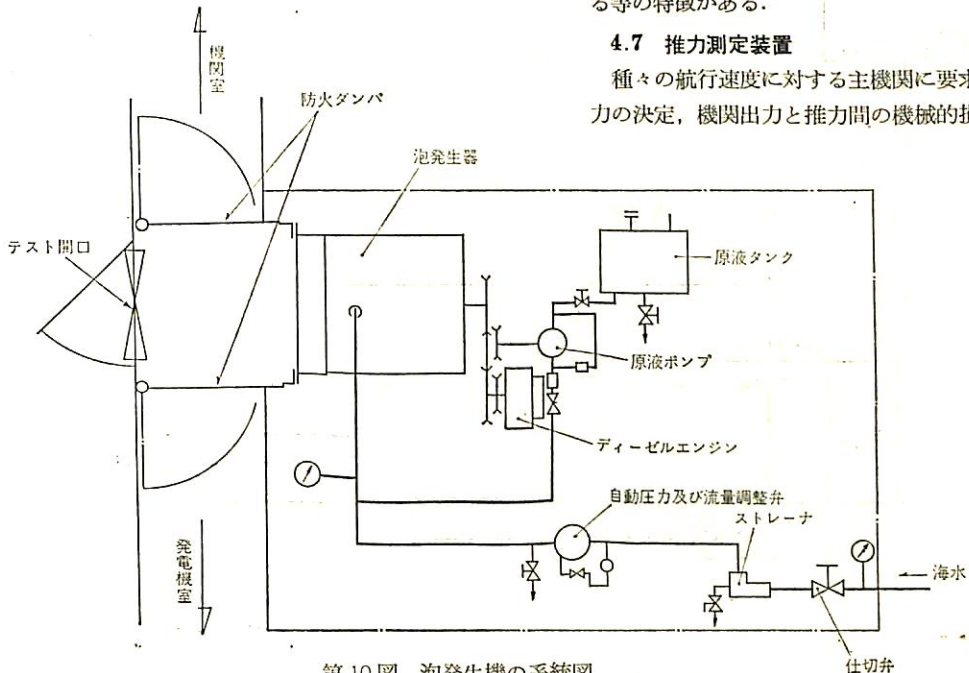 る等の特徴がある.
4.7 推力測定装置
種々の航行速度に対する主機関に要求
力の決定，機関出力と推力間の機械的損
機関室
防火ダンパ
泡発生器
テスト開口
原液タンク
原液ポンプ
ディーゼルエンジン
自動圧力及び流量調整弁
ストレーナ
発電機室
海水
仕切弁
第10図 泡発生機の系統図